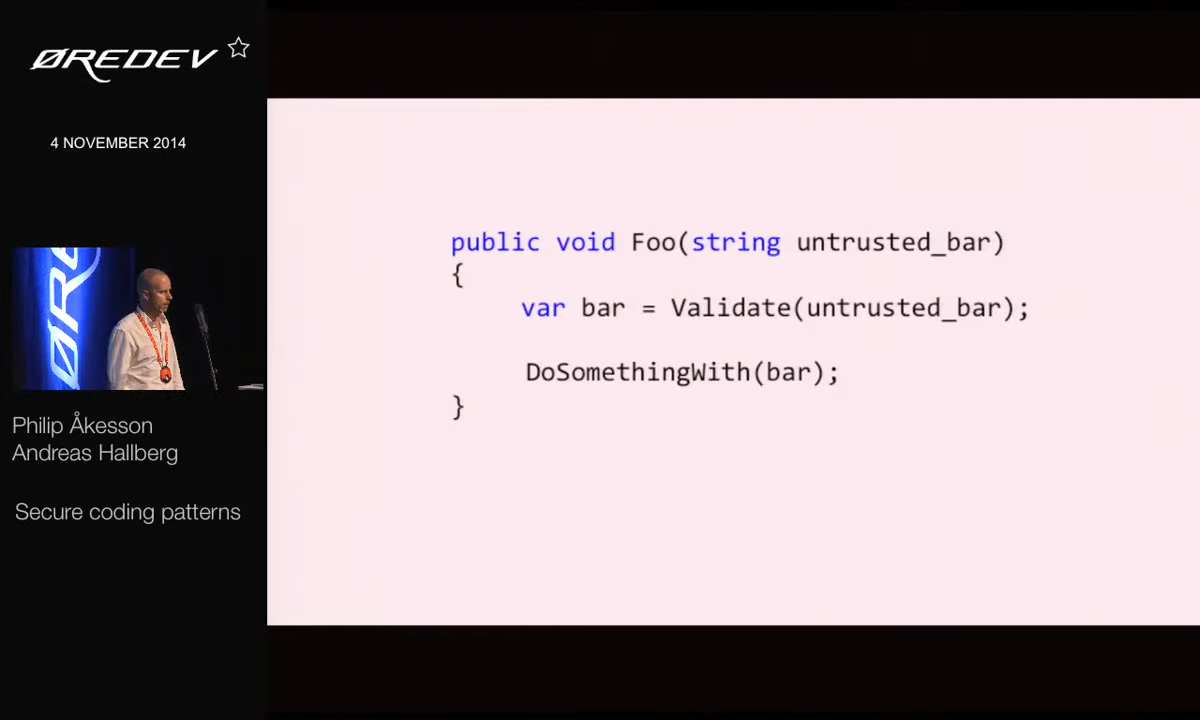 ØREDEV
4 NOVEMBER 2014
ØRE
Philip Åkesson
Andreas Hallberg
Secure coding patterns
public void Foo(string untrusted_bar)
{
var bar = Validate(untrusted_bar);
DoSomethingWith(bar);
}